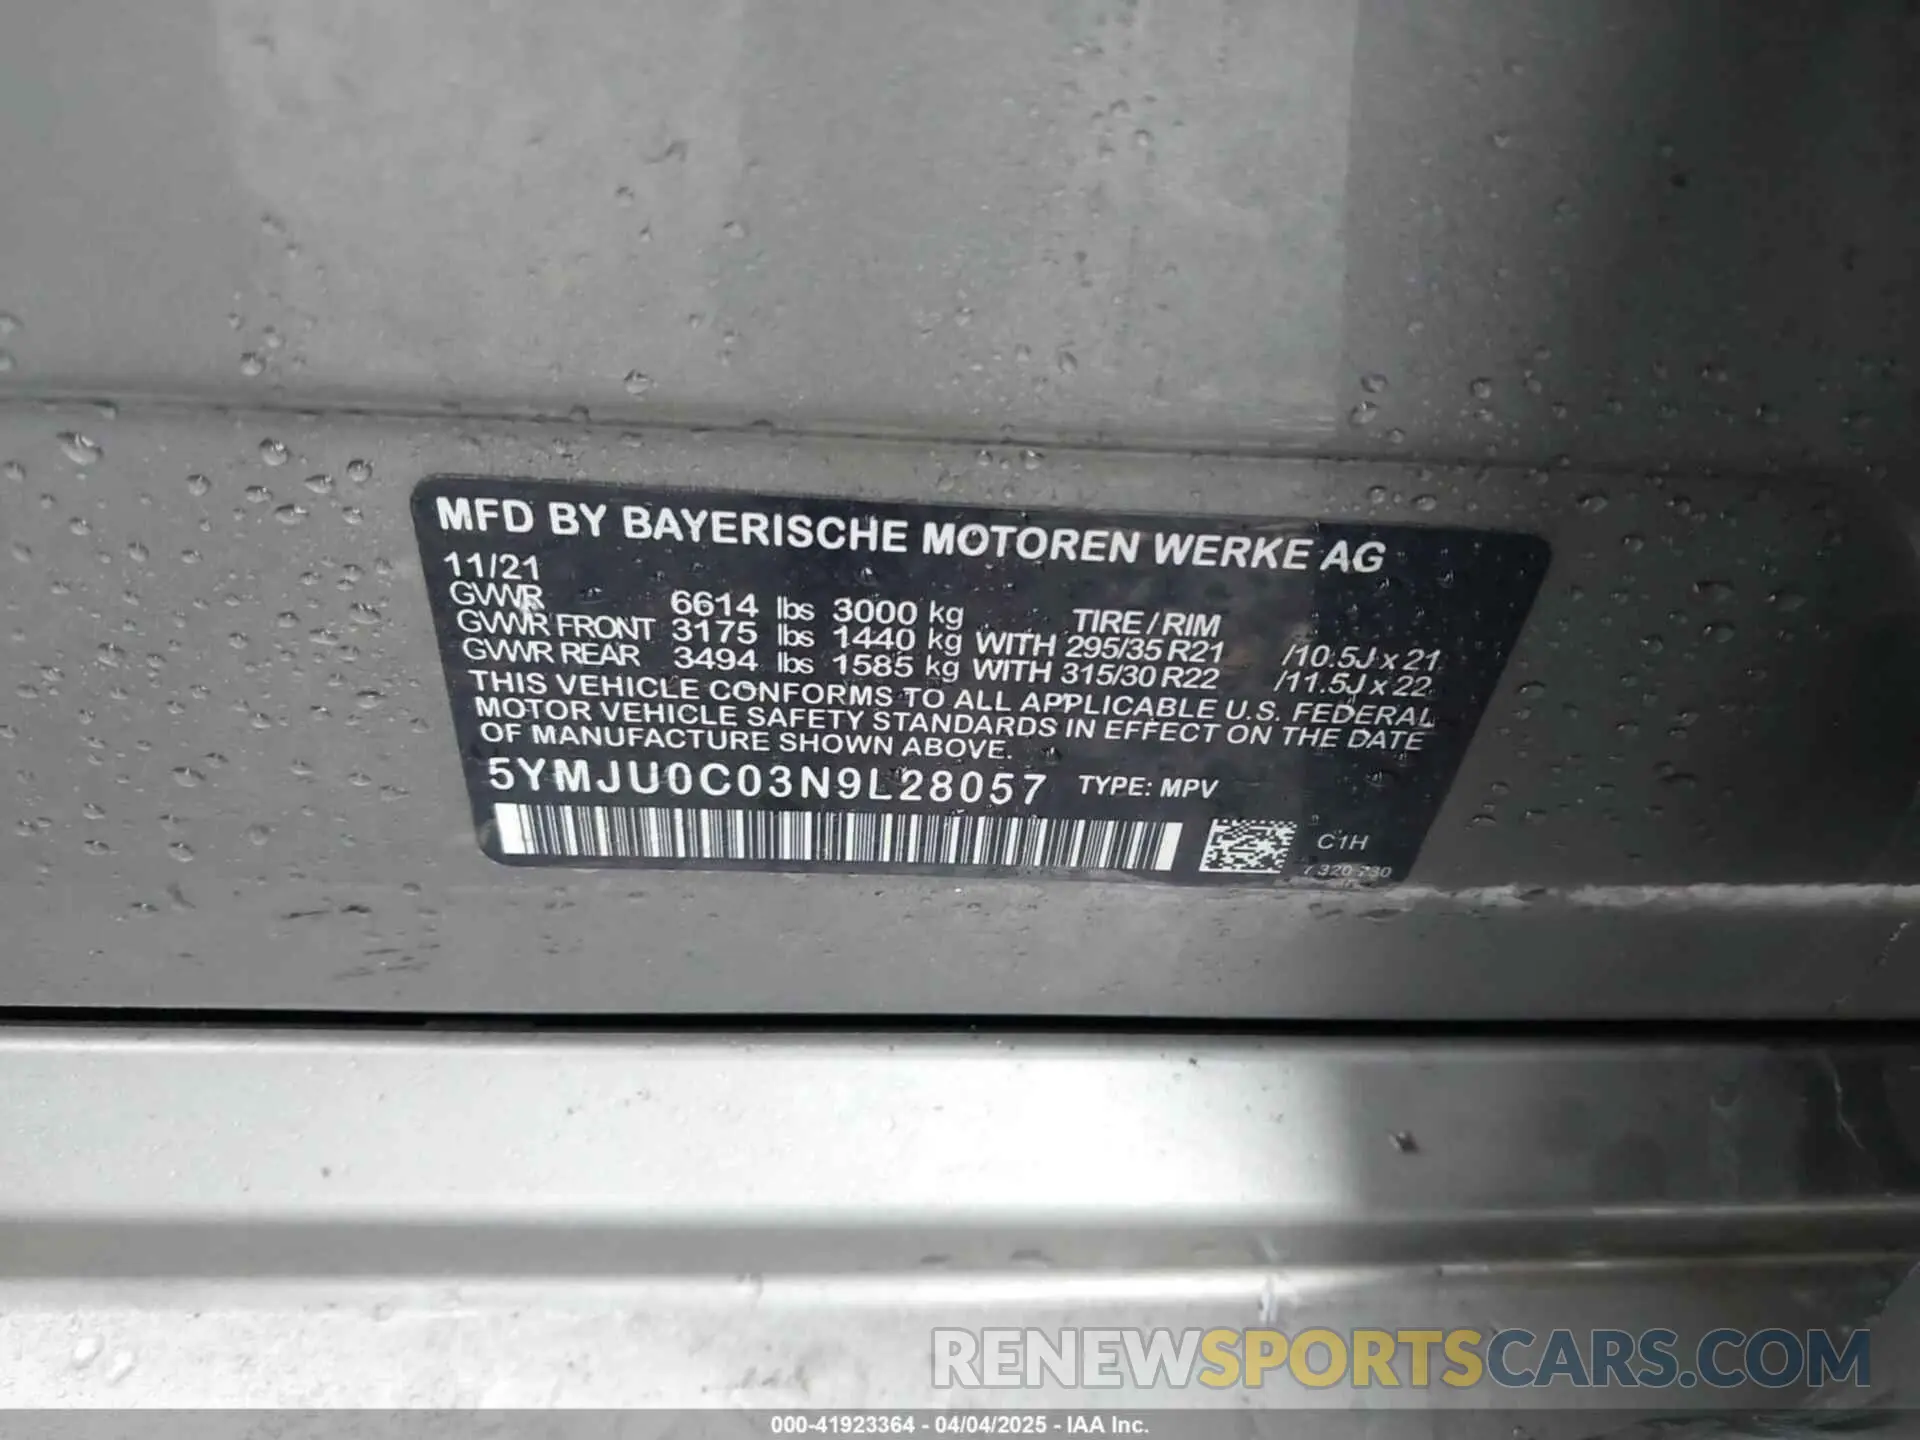 MFD BY BAYERISCHE MOTOREN WERKE AG
11/21
GVWR 6614 lbs 3000 kg TIRE/RIM
GVWR FRONT 3175 lbs 1440 kg WITH 295/35 R21 /10.5J x 21
GVWR REAR 3494 lbs 1585 kg WITH 315/30 R22 /11.5J x 22
THIS VEHICLE CONFORMS TO ALL APPLICABLE U.S. FEDERAL
MOTOR VEHICLE SAFETY STANDARDS IN EFFECT ON THE DATE
OF MANUFACTURE SHOWN ABOVE.
5YMJU0C03N9L28057 TYPE: MPV
C1H
7 320 230
RENEWSPORTSCARS.COM
000-41923364 - 04/04/2025 - IAA Inc.